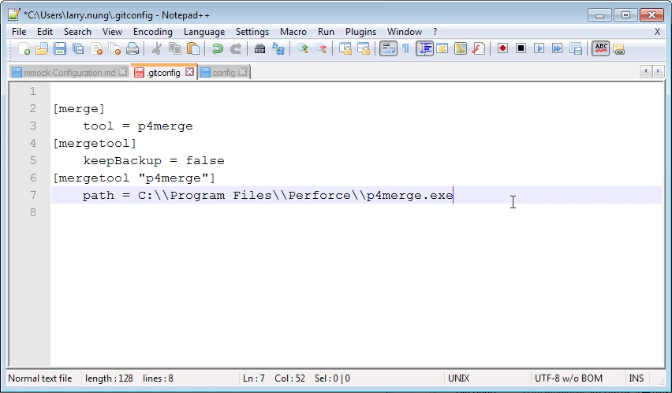 *C:\Users\larry.nung\.gitconfig - Notepad++
File Edit Search View Encoding Language Settings Macro Run Plugins Window ? X
mmock-Configuration.md .gitconfig config
1
2 [merge]
3 tool = p4merge
4 [mergetool]
5 keepBackup = false
6 [mergetool "p4merge"]
7 path = C:\\Program Files\\Perforce\\p4merge.exe
8
Normal text file length : 128 lines : 8 Ln : 7 Col : 52 Sel : 0 | 0 UNIX UTF-8 w/o BOM INS